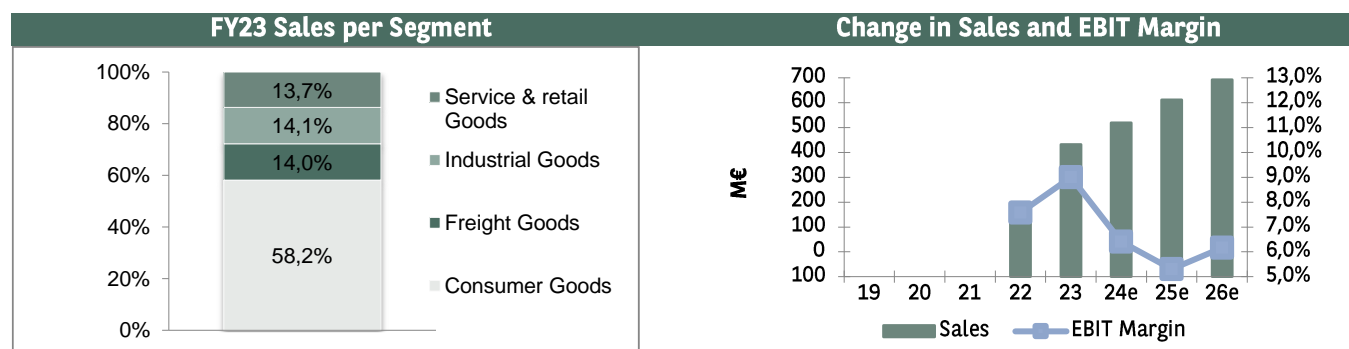 FY23 Sales per Segment
100%
80%
60%
40%
20%
0%
13,7%
14,1%
14,0%
58,2%
Service & retail
Goods
Industrial Goods
Freight Goods
Consumer Goods
Change in Sales and EBIT Margin
M€
700
600
500
400
300
200
100
0
100
13,0%
12,0%
11,0%
10,0%
9,0%
8,0%
7,0%
6,0%
5,0%
19 20 21 22 23 24e 25e 26e
Sales EBIT Margin